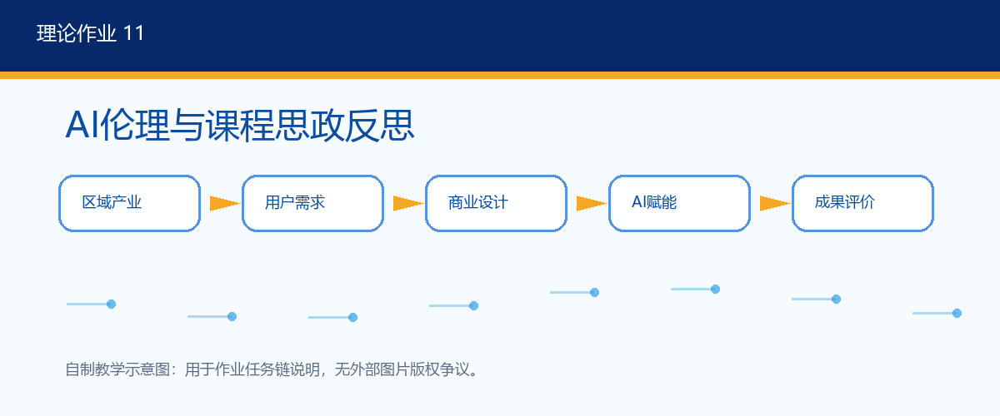 理论作业 11
AI伦理与课程思政反思
区域产业
用户需求
商业设计
AI赋能
成果评价
自制教学示意图：用于作业任务链说明，无外部图片版权争议。